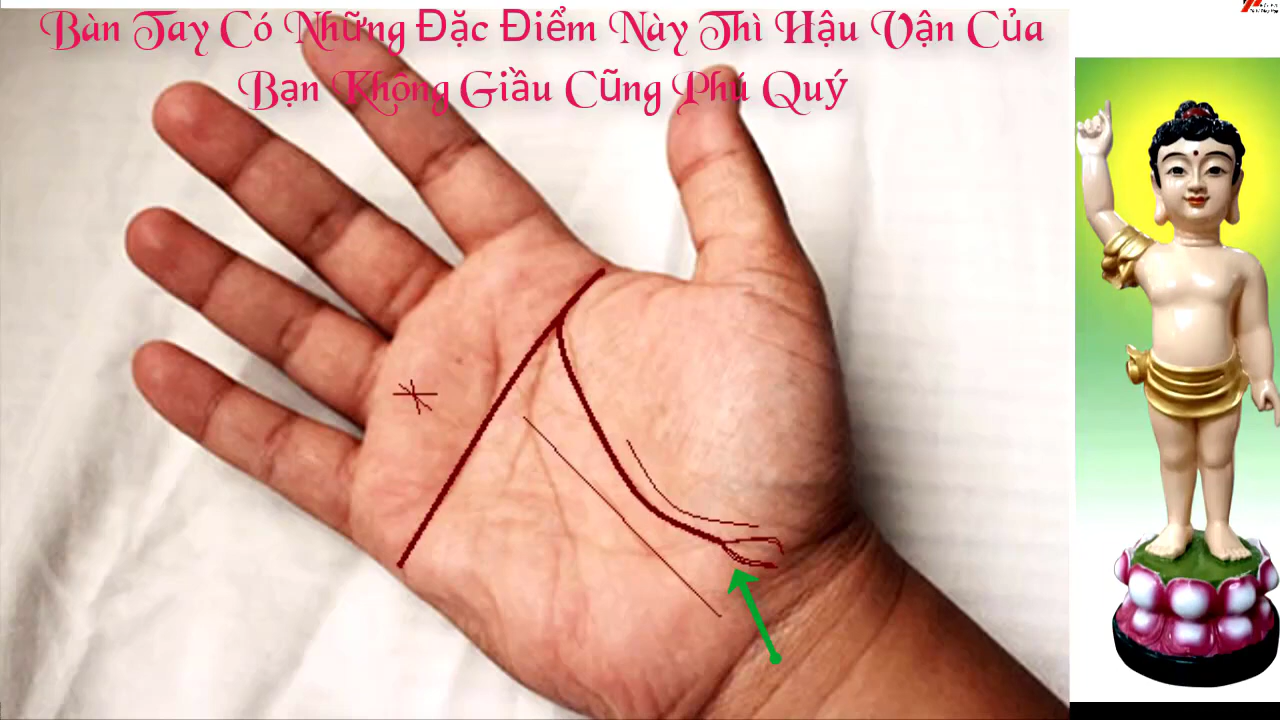 Bàn Tay Có Những Đặc Điểm Này Thì Hậu Vận Của
Bạn Không Giầu Cũng Phú Quý